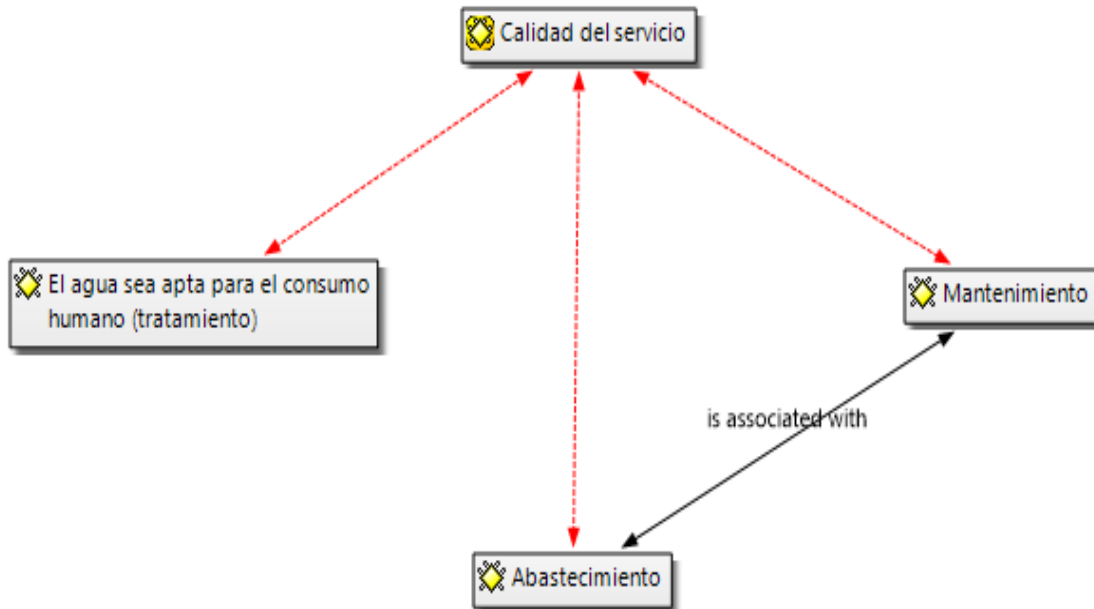 Calidad del servicio
El agua sea apta para el consumo
humano (tratamiento)
Mantenimiento
is associated with
Abastecimiento